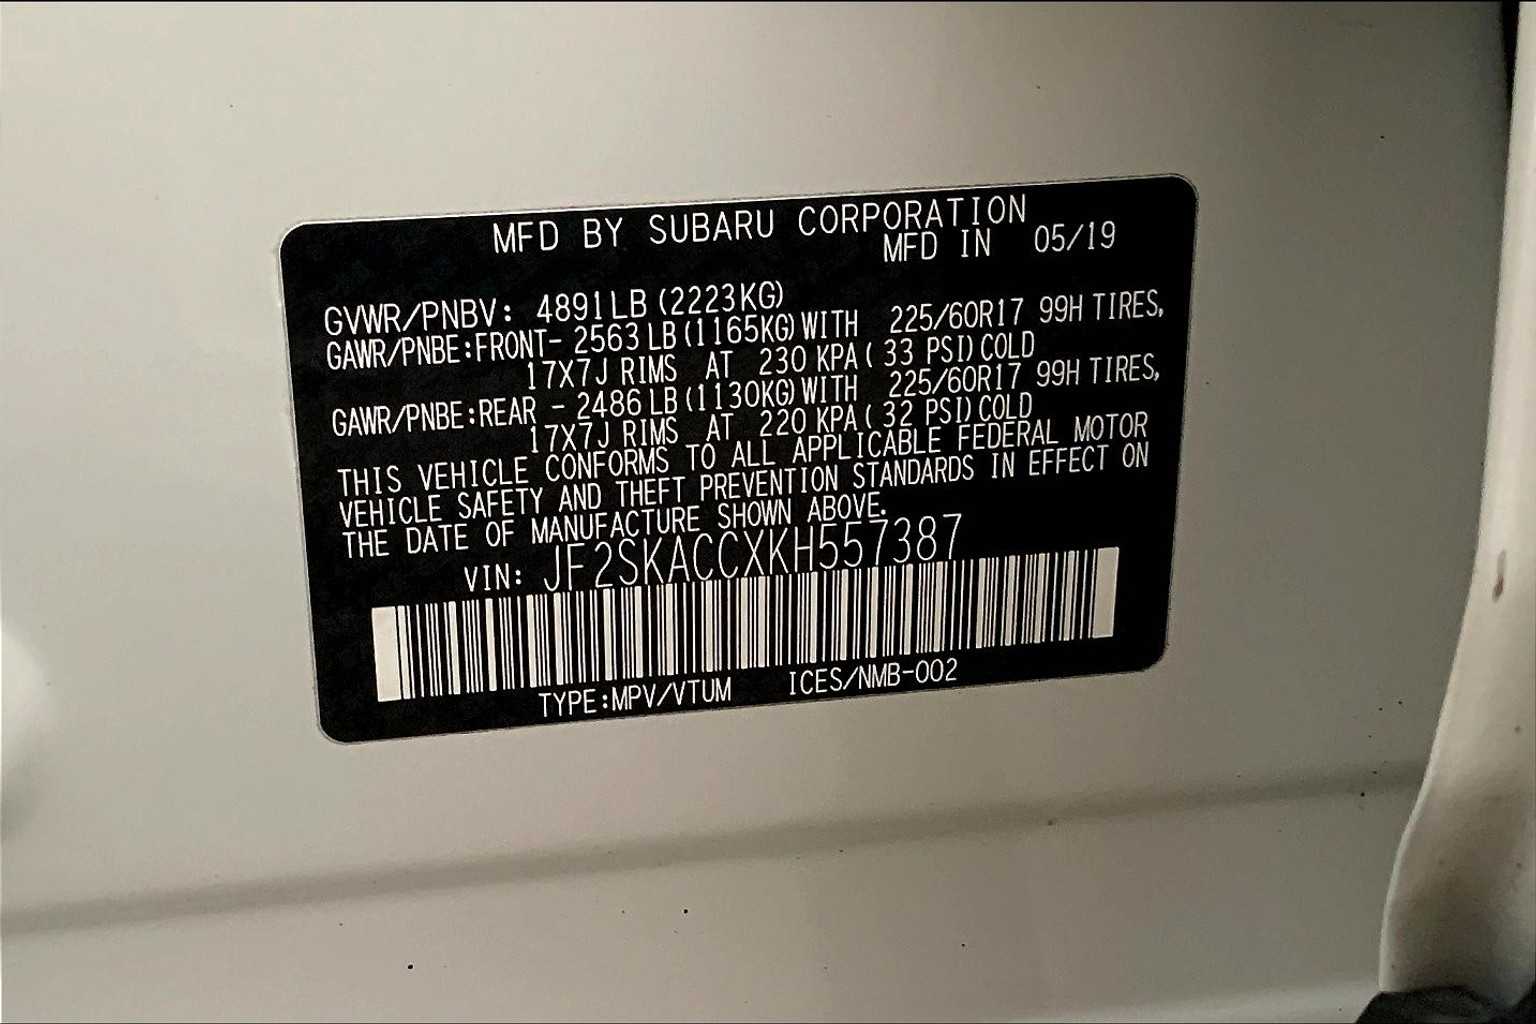 MFD BY SUBARU CORPORATION
MFD IN 05/19
GVWR/PNBV: 4891LB (2223KG)
GAWR/PNBE:FRONT- 2563LB(1165KG)WITH 225/60R17 99H TIRES,
17X7J RIMS AT 230 KPA( 33 PSI)COLD
GAWR/PNBE:REAR - 2486LB(1130KG)WITH 225/60R17 99H TIRES,
17X7J RIMS AT 220 KPA( 32 PSI)COLD
THIS VEHICLE CONFORMS TO ALL APPLICABLE FEDERAL MOTOR
VEHICLE SAFETY AND THEFT PREVENTION STANDARDS IN EFFECT ON
THE DATE OF MANUFACTURE SHOWN ABOVE.
VIN: JF2SKACCXKH557387
TYPE:MPV/VTUM ICES/NMB-002